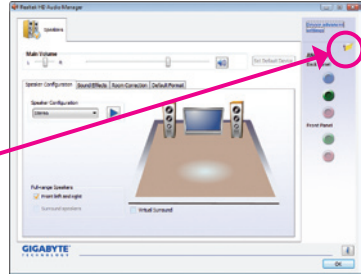 Realtek HD Audio Manager
Speakers
Device advanced settings
Main Volume
L
R
Set Default Device
Back Panel
Speaker Configuration
Sound Effects
Room Correction
Default Format
Speaker Configuration
Stereo
Front Panel
Full-range Speakers
Front left and right
Surround speakers
Virtual Surround
GIGABYTE
TECHNOLOGY
OK